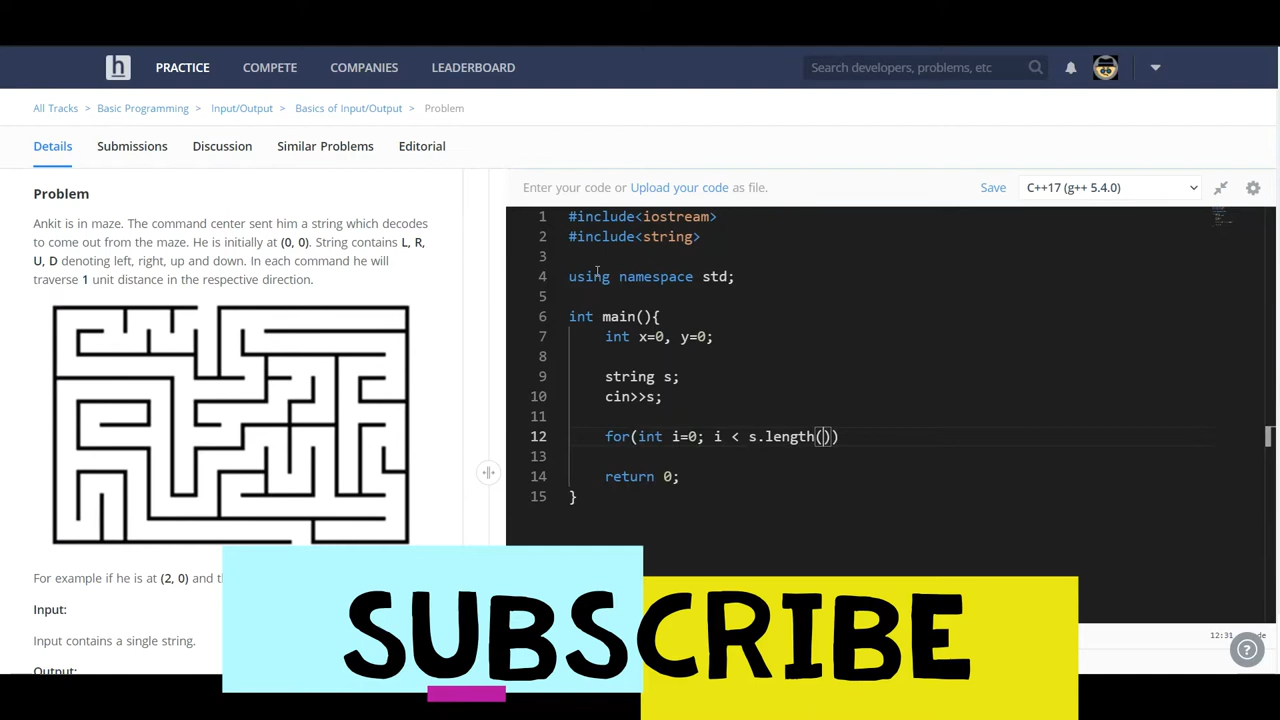 h PRACTICE COMPETE COMPANIES LEADERBOARD Search developers, problems, etc
All Tracks > Basic Programming > Input/Output > Basics of Input/Output > Problem
Details Submissions Discussion Similar Problems Editorial
Enter your code or Upload your code as file. Save C++17 (g++ 5.4.0)
Problem
Ankit is in maze. The command center sent him a string which decodes
to come out from the maze. He is initially at (0, 0). String contains L, R,
U, D denoting left, right, up and down. In each command he will
traverse 1 unit distance in the respective direction.
For example if he is at (2, 0) and
Input:
Input contains a single string.
Output:
1 #include<iostream>
2 #include<string>
3
4 using namespace std;
5
6 int main(){
7 int x=0, y=0;
8
9 string s;
10 cin>>s;
11
12 for(int i=0; i < s.length())
13
14 return 0;
15 }
12:31
?
SUBSCRIBE